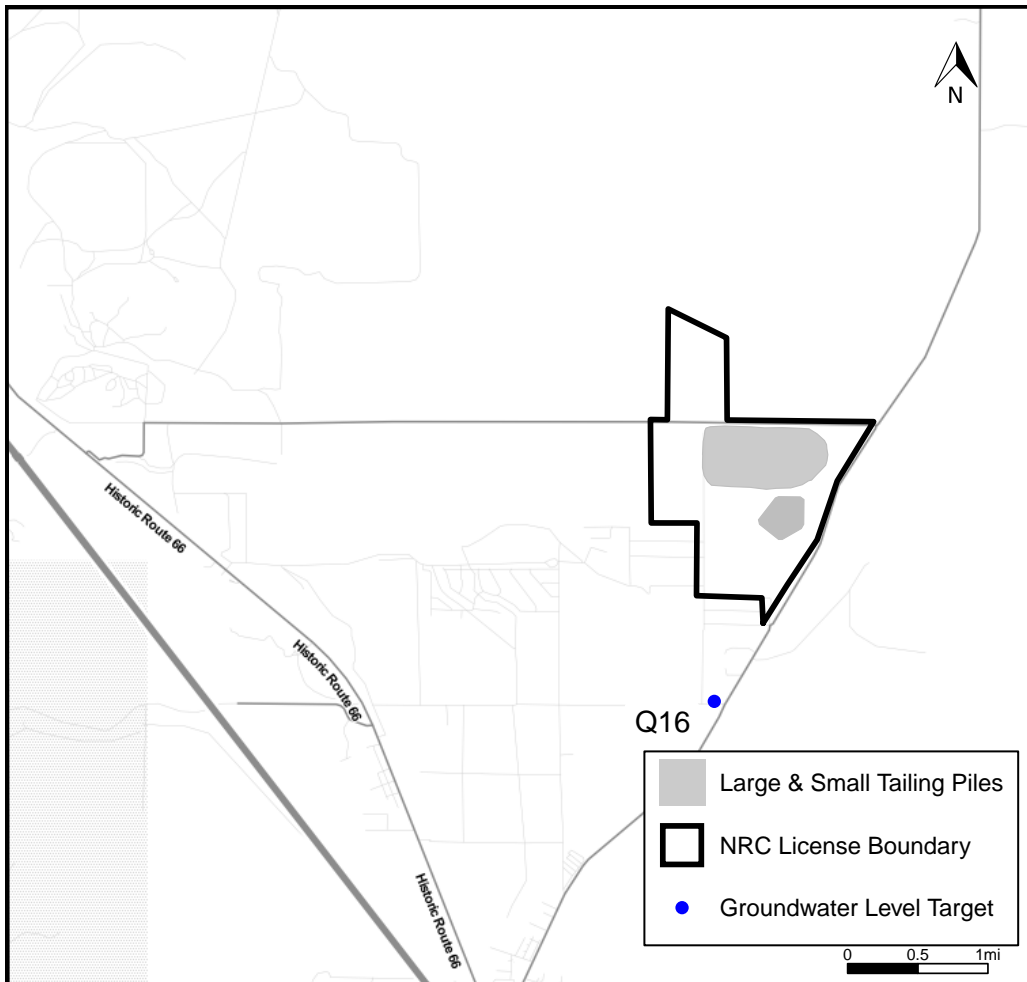 N
Historic Route 66
Historic Route 66
Q16
Historic Route 66
Large & Small Tailing Piles
NRC License Boundary
Groundwater Level Target
0 0.5 1mi